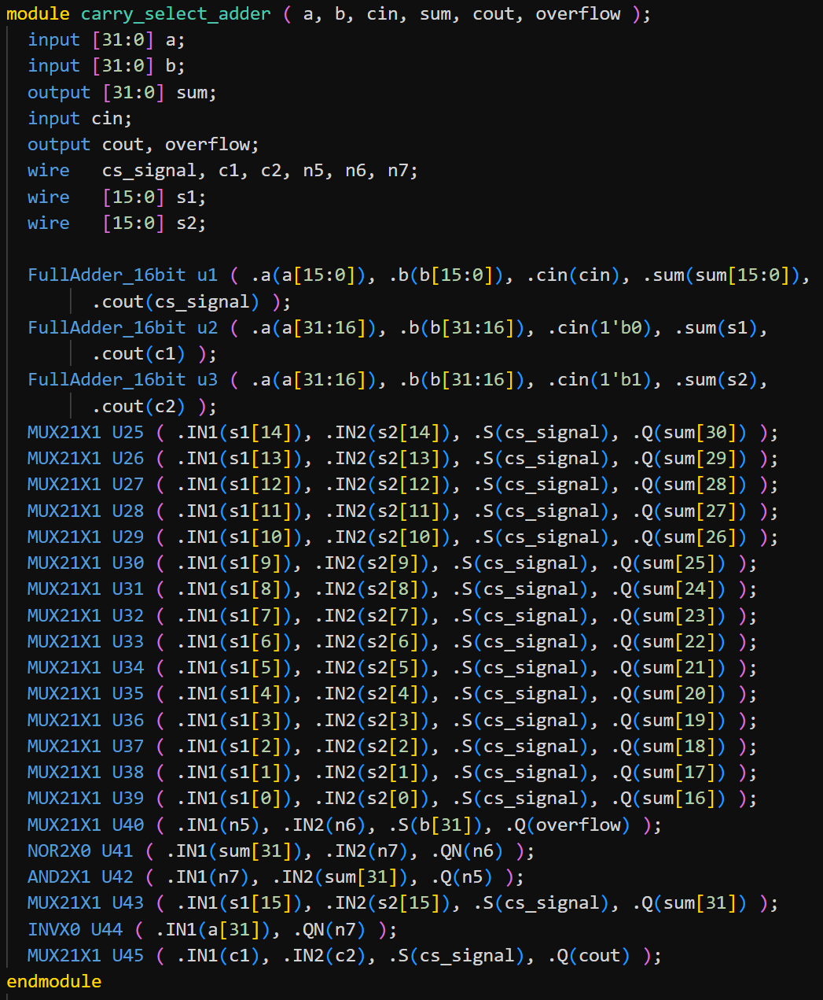 module carry_select_adder ( a, b, cin, sum, cout, overflow );
  input [31:0] a;
  input [31:0] b;
  output [31:0] sum;
  input cin;
  output cout, overflow;
  wire   cs_signal, c1, c2, n5, n6, n7;
  wire   [15:0] s1;
  wire   [15:0] s2;

  FullAdder_16bit u1 ( .a(a[15:0]), .b(b[15:0]), .cin(cin), .sum(sum[15:0]),
        .cout(cs_signal) );
  FullAdder_16bit u2 ( .a(a[31:16]), .b(b[31:16]), .cin(1'b0), .sum(s1),
        .cout(c1) );
  FullAdder_16bit u3 ( .a(a[31:16]), .b(b[31:16]), .cin(1'b1), .sum(s2),
        .cout(c2) );
  MUX21X1 U25 ( .IN1(s1[14]), .IN2(s2[14]), .S(cs_signal), .Q(sum[30]) );
  MUX21X1 U26 ( .IN1(s1[13]), .IN2(s2[13]), .S(cs_signal), .Q(sum[29]) );
  MUX21X1 U27 ( .IN1(s1[12]), .IN2(s2[12]), .S(cs_signal), .Q(sum[28]) );
  MUX21X1 U28 ( .IN1(s1[11]), .IN2(s2[11]), .S(cs_signal), .Q(sum[27]) );
  MUX21X1 U29 ( .IN1(s1[10]), .IN2(s2[10]), .S(cs_signal), .Q(sum[26]) );
  MUX21X1 U30 ( .IN1(s1[9]), .IN2(s2[9]), .S(cs_signal), .Q(sum[25]) );
  MUX21X1 U31 ( .IN1(s1[8]), .IN2(s2[8]), .S(cs_signal), .Q(sum[24]) );
  MUX21X1 U32 ( .IN1(s1[7]), .IN2(s2[7]), .S(cs_signal), .Q(sum[23]) );
  MUX21X1 U33 ( .IN1(s1[6]), .IN2(s2[6]), .S(cs_signal), .Q(sum[22]) );
  MUX21X1 U34 ( .IN1(s1[5]), .IN2(s2[5]), .S(cs_signal), .Q(sum[21]) );
  MUX21X1 U35 ( .IN1(s1[4]), .IN2(s2[4]), .S(cs_signal), .Q(sum[20]) );
  MUX21X1 U36 ( .IN1(s1[3]), .IN2(s2[3]), .S(cs_signal), .Q(sum[19]) );
  MUX21X1 U37 ( .IN1(s1[2]), .IN2(s2[2]), .S(cs_signal), .Q(sum[18]) );
  MUX21X1 U38 ( .IN1(s1[1]), .IN2(s2[1]), .S(cs_signal), .Q(sum[17]) );
  MUX21X1 U39 ( .IN1(s1[0]), .IN2(s2[0]), .S(cs_signal), .Q(sum[16]) );
  MUX21X1 U40 ( .IN1(n5), .IN2(n6), .S(b[31]), .Q(overflow) );
  NOR2X0 U41 ( .IN1(sum[31]), .IN2(n7), .QN(n6) );
  AND2X1 U42 ( .IN1(n7), .IN2(sum[31]), .Q(n5) );
  MUX21X1 U43 ( .IN1(s1[15]), .IN2(s2[15]), .S(cs_signal), .Q(sum[31]) );
  INVX0 U44 ( .IN1(a[31]), .QN(n7) );
  MUX21X1 U45 ( .IN1(c1), .IN2(c2), .S(cs_signal), .Q(cout) );
endmodule